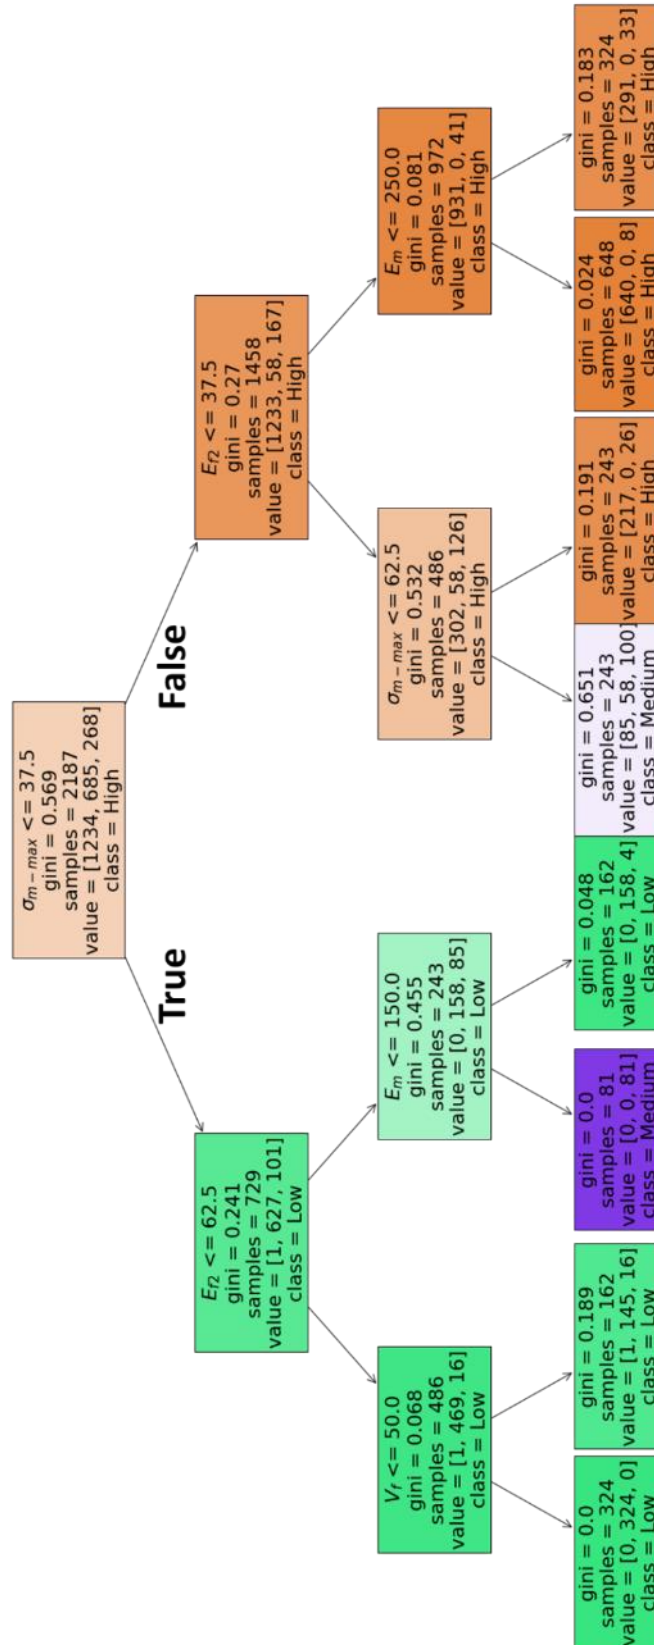 σm−max <= 37.5
gini = 0.569
samples = 2187
value = [1234, 685, 268]
class = High
True
False
Ef2 <= 62.5
gini = 0.241
samples = 729
value = [1, 627, 101]
class = Low
Ef2 <= 37.5
gini = 0.27
samples = 1458
value = [1233, 58, 167]
class = High
Vf <= 50.0
gini = 0.068
samples = 486
value = [1, 469, 16]
class = Low
Em <= 150.0
gini = 0.455
samples = 243
value = [0, 158, 85]
class = Low
σm−max <= 62.5
gini = 0.532
samples = 486
value = [302, 58, 126]
class = High
Em <= 250.0
gini = 0.081
samples = 972
value = [931, 0, 41]
class = High
gini = 0.0
samples = 324
value = [0, 324, 0]
class = Low
gini = 0.189
samples = 162
value = [1, 145, 16]
class = Low
gini = 0.0
samples = 81
value = [0, 0, 81]
class = Medium
gini = 0.048
samples = 162
value = [0, 158, 4]
class = Low
gini = 0.651
samples = 243
value = [85, 58, 100]
class = Medium
gini = 0.191
samples = 243
value = [217, 0, 26]
class = High
gini = 0.024
samples = 648
value = [640, 0, 8]
class = High
gini = 0.183
samples = 324
value = [291, 0, 33]
class = High